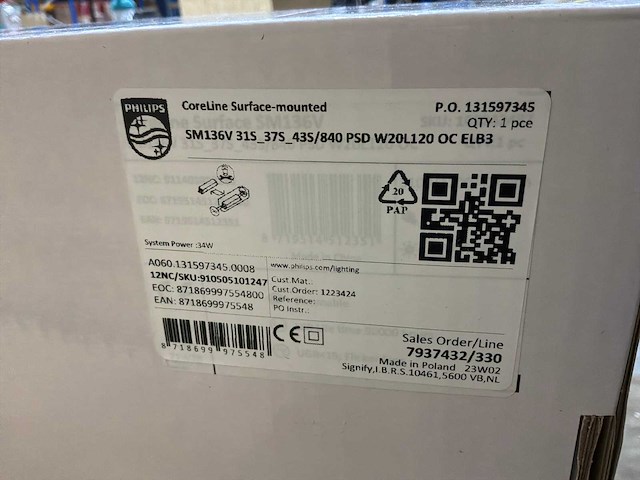 PHILIPS
CoreLine Surface-mounted
P.O. 131597345
QTY: 1 pce
SM136V 31S_37S_43S/840 PSD W20L120 OC ELB3
20
PAP
System Power :34W
A060.131597345.0008
12NC/SKU:910505101247
EOC: 871869997554800
EAN: 8718699975548
www.philips.com/lighting
Cust.Mat.:
Cust.Order: 1223424
Reference:
PO Instr.:
8 718699 975548
CE
Sales Order/Line
7937432/330
Made in Poland 23W02
Signify,I.B.R.S.10461,5600 VB,NL